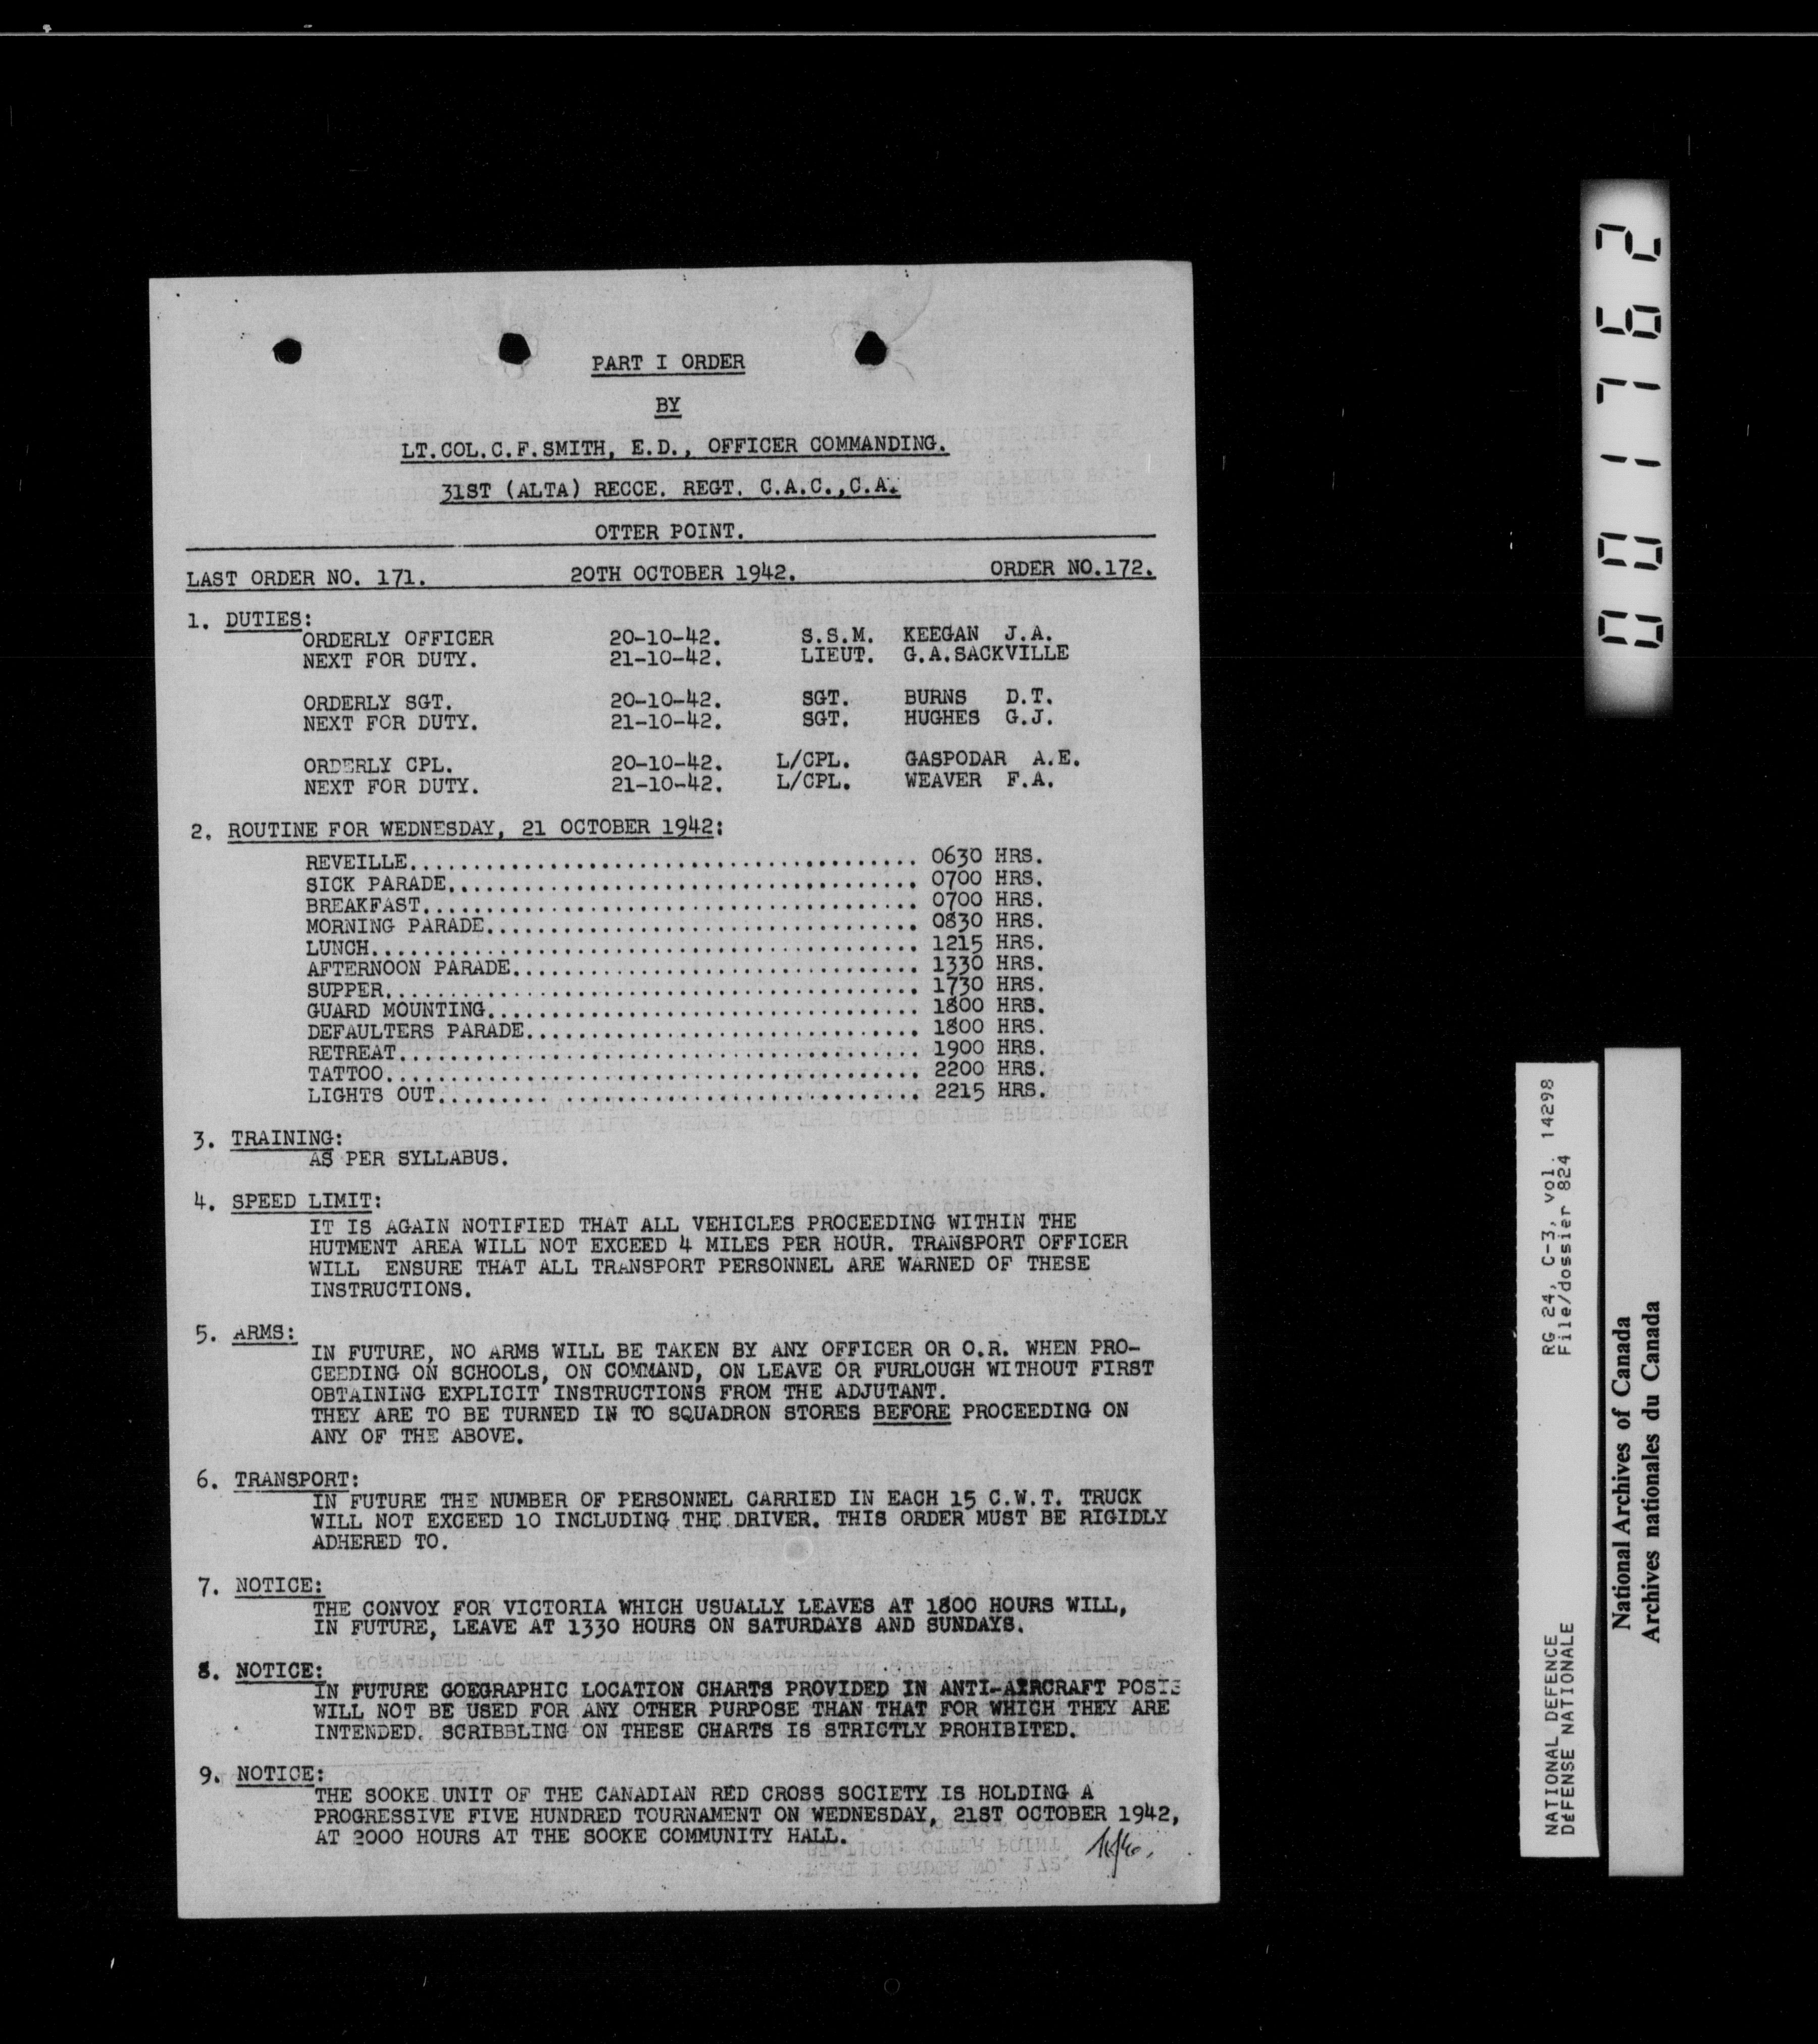 PART I ORDER
BY
LT.COL.C.F.SMITH, E.D., OFFICER COMMANDING.
31ST (ALTA) RECCE. REGT. C.A.C.,C.A.
OTTER POINT.
LAST ORDER NO. 171. 20TH OCTOBER 1942. ORDER NO.172.
1. DUTIES:
ORDERLY OFFICER 20-10-42. S.S.M. KEEGAN J.A.
NEXT FOR DUTY. 21-10-42. LIEUT. G.A.SACKVILLE
ORDERLY SGT. 20-10-42. SGT. BURNS D.T.
NEXT FOR DUTY. 21-10-42. SGT. HUGHES G.J.
ORDERLY CPL. 20-10-42. L/CPL. GASPODAR A.E.
NEXT FOR DUTY. 21-10-42. L/CPL. WEAVER F.A.
2. ROUTINE FOR WEDNESDAY, 21 OCTOBER 1942:
REVEILLE........................................ 0630 HRS.
SICK PARADE..................................... 0700 HRS.
BREAKFAST....................................... 0700 HRS.
MORNING PARADE.................................. 0830 HRS.
LUNCH........................................... 1215 HRS.
AFTERNOON PARADE................................ 1330 HRS.
SUPPER.......................................... 1730 HRS.
GUARD MOUNTING.................................. 1800 HRS.
DEFAULTERS PARADE............................... 1800 HRS.
RETREAT......................................... 1900 HRS.
TATTOO.......................................... 2200 HRS.
LIGHTS OUT......... ............................ 2215 HRS.
3. TRAINING:
AS PER SYLLABUS.
4. SPEED LIMIT:
IT IS AGAIN NOTIFIED THAT ALL VEHICLES PROCEEDING WITHIN THE
HUTMENT AREA WILL NOT EXCEED 4 MILES PER HOUR. TRANSPORT OFFICER
WILL ENSURE THAT ALL TRANSPORT PERSONNEL ARE WARNED OF THESE
INSTRUCTIONS.
5. ARMS:
IN FUTURE, NO ARMS WILL BE TAKEN BY ANY OFFICER OR O.R. WHEN PRO-
CEEDING ON SCHOOLS, ON COMMAND, ON LEAVE OR FURLOUGH WITHOUT FIRST
OBTAINING EXPLICIT INSTRUCTIONS FROM THE ADJUTANT.
THEY ARE TO BE TURNED IN TO SQUADRON STORES BEFORE PROCEEDING ON
ANY OF THE ABOVE.
6. TRANSPORT:
IN FUTURE THE NUMBER OF PERSONNEL CARRIED IN EACH 15 C.W.T. TRUCK
WILL NOT EXCEED 10 INCLUDING THE DRIVER. THIS ORDER MUST BE RIGIDLY
ADHERED TO.
7. NOTICE:
THE CONVOY FOR VICTORIA WHICH USUALLY LEAVES AT 1800 HOURS WILL,
IN FUTURE, LEAVE AT 1330 HOURS ON SATURDAYS AND SUNDAYS.
8. NOTICE:
IN FUTURE GOEGRAPHIC LOCATION CHARTS PROVIDED IN ANTI-AIRCRAFT POSTS
WILL NOT BE USED FOR ANY OTHER PURPOSE THAN THAT FOR WHICH THEY ARE
INTENDED. SCRIBBLING ON THESE CHARTS IS STRICTLY PROHIBITED.
9. NOTICE:
THE SOOKE UNIT OF THE CANADIAN RED CROSS SOCIETY IS HOLDING A
PROGRESSIVE FIVE HUNDRED TOURNAMENT ON WEDNESDAY, 21ST OCTOBER 1942,
AT 2000 HOURS AT THE SOOKE COMMUNITY HALL.
001762
NATIONAL DEFENCE RG 24, C-3, vol. 14298
DEFENSE NATIONALE File/dossier 824
National Archives of Canada
Archives nationales du Canada